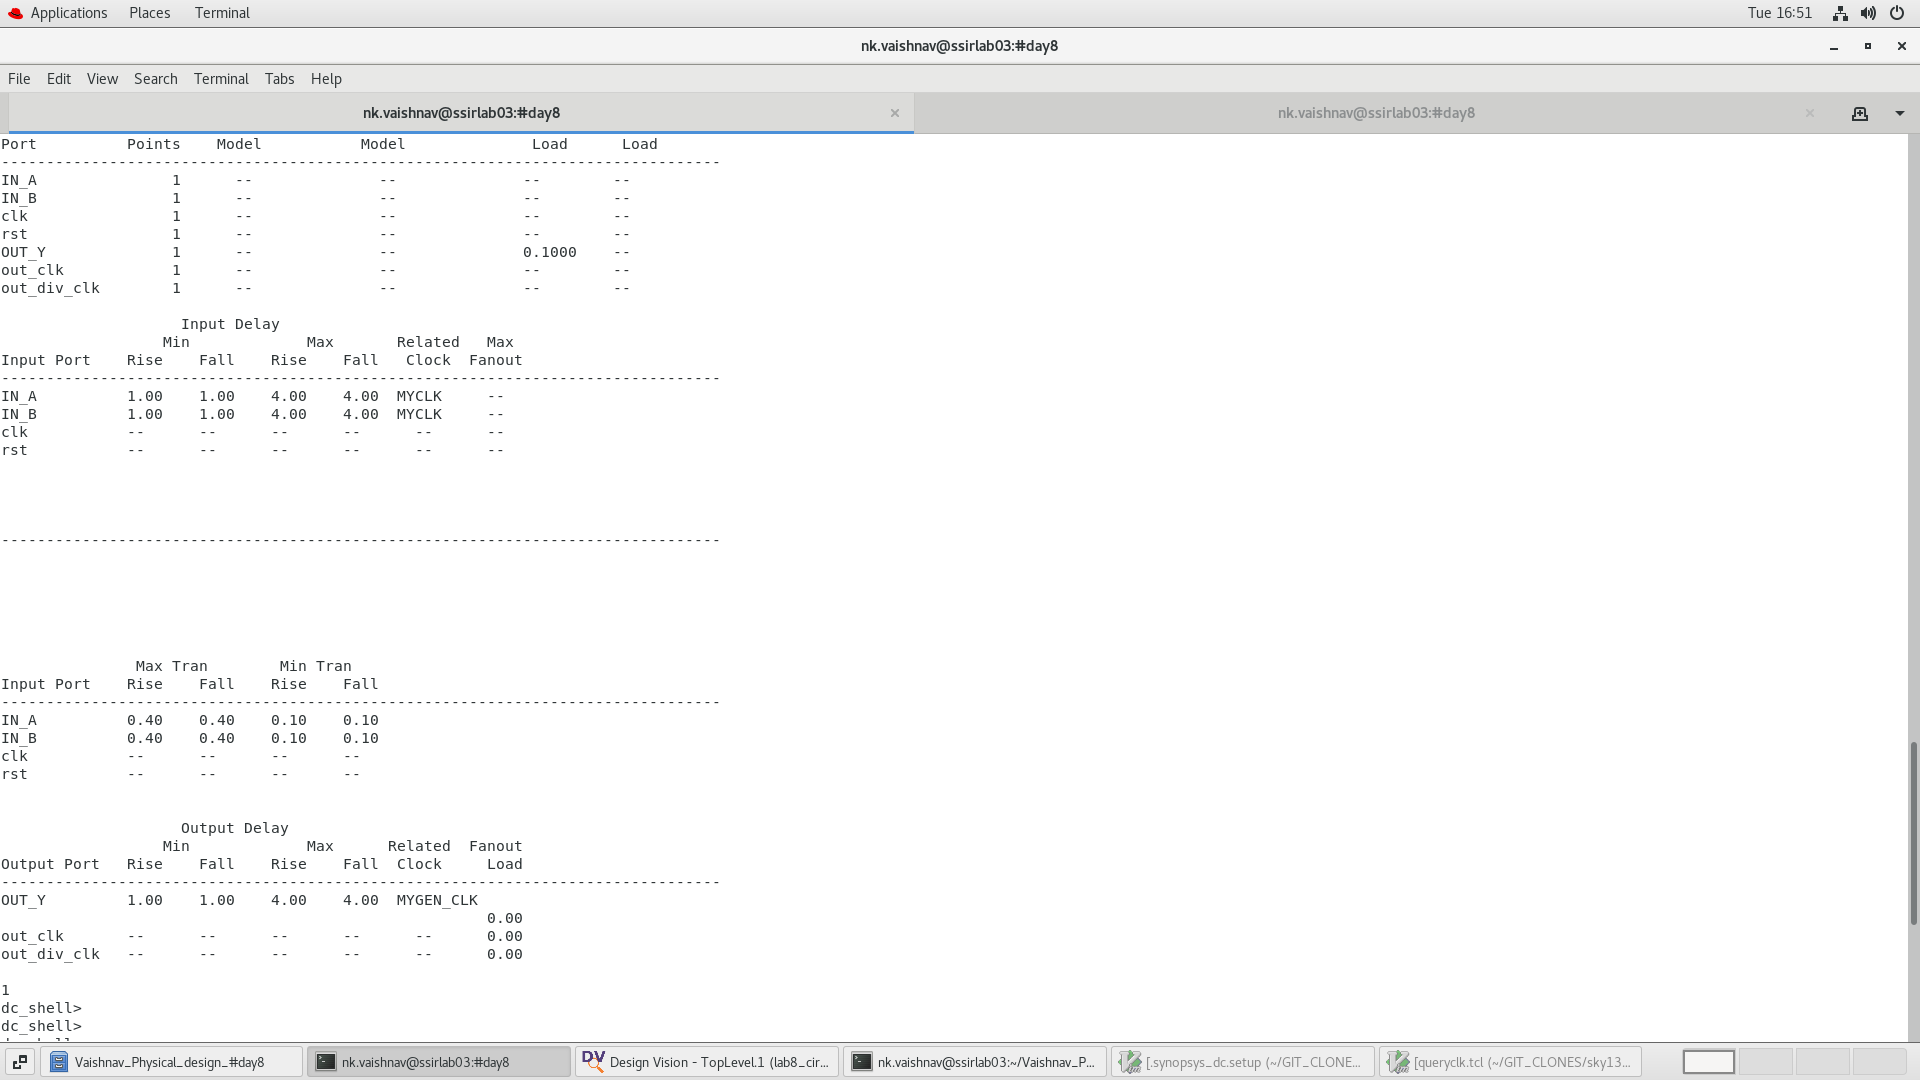 Applications Places Terminal Tue 16:51
nk.vaishnav@ssirlab03:#day8
File Edit View Search Terminal Tabs Help
nk.vaishnav@ssirlab03:#day8 × nk.vaishnav@ssirlab03:#day8 ×
Port          Points    Model           Model              Load      Load
--------------------------------------------------------------------------------
IN_A               1      --              --              --        --
IN_B               1      --              --              --        --
clk                1      --              --              --        --
rst                1      --              --              --        --
OUT_Y              1      --              --              0.1000    --
out_clk            1      --              --              --        --
out_div_clk        1      --              --              --        --
                    Input Delay
                  Min             Max       Related   Max
Input Port    Rise    Fall    Rise    Fall   Clock  Fanout
--------------------------------------------------------------------------------
IN_A          1.00    1.00    4.00    4.00  MYCLK     --
IN_B          1.00    1.00    4.00    4.00  MYCLK     --
clk           --      --      --      --      --      --
rst           --      --      --      --      --      --
--------------------------------------------------------------------------------
               Max Tran        Min Tran
Input Port    Rise    Fall    Rise    Fall
--------------------------------------------------------------------------------
IN_A          0.40    0.40    0.10    0.10
IN_B          0.40    0.40    0.10    0.10
clk           --      --      --      --
rst           --      --      --      --
                    Output Delay
                  Min             Max      Related  Fanout
Output Port   Rise    Fall    Rise    Fall  Clock     Load
--------------------------------------------------------------------------------
OUT_Y         1.00    1.00    4.00    4.00  MYGEN_CLK
                                                      0.00
out_clk       --      --      --      --      --      0.00
out_div_clk   --      --      --      --      --      0.00
1
dc_shell>
dc_shell>
Vaishnav_Physical_design_#day8 nk.vaishnav@ssirlab03:#day8 DV Design Vision - TopLevel.1 (lab8_cir... nk.vaishnav@ssirlab03:~/Vaishnav_P... [.synopsys_dc.setup (~/GIT_CLONE... [queryclk.tcl (~/GIT_CLONES/sky13...